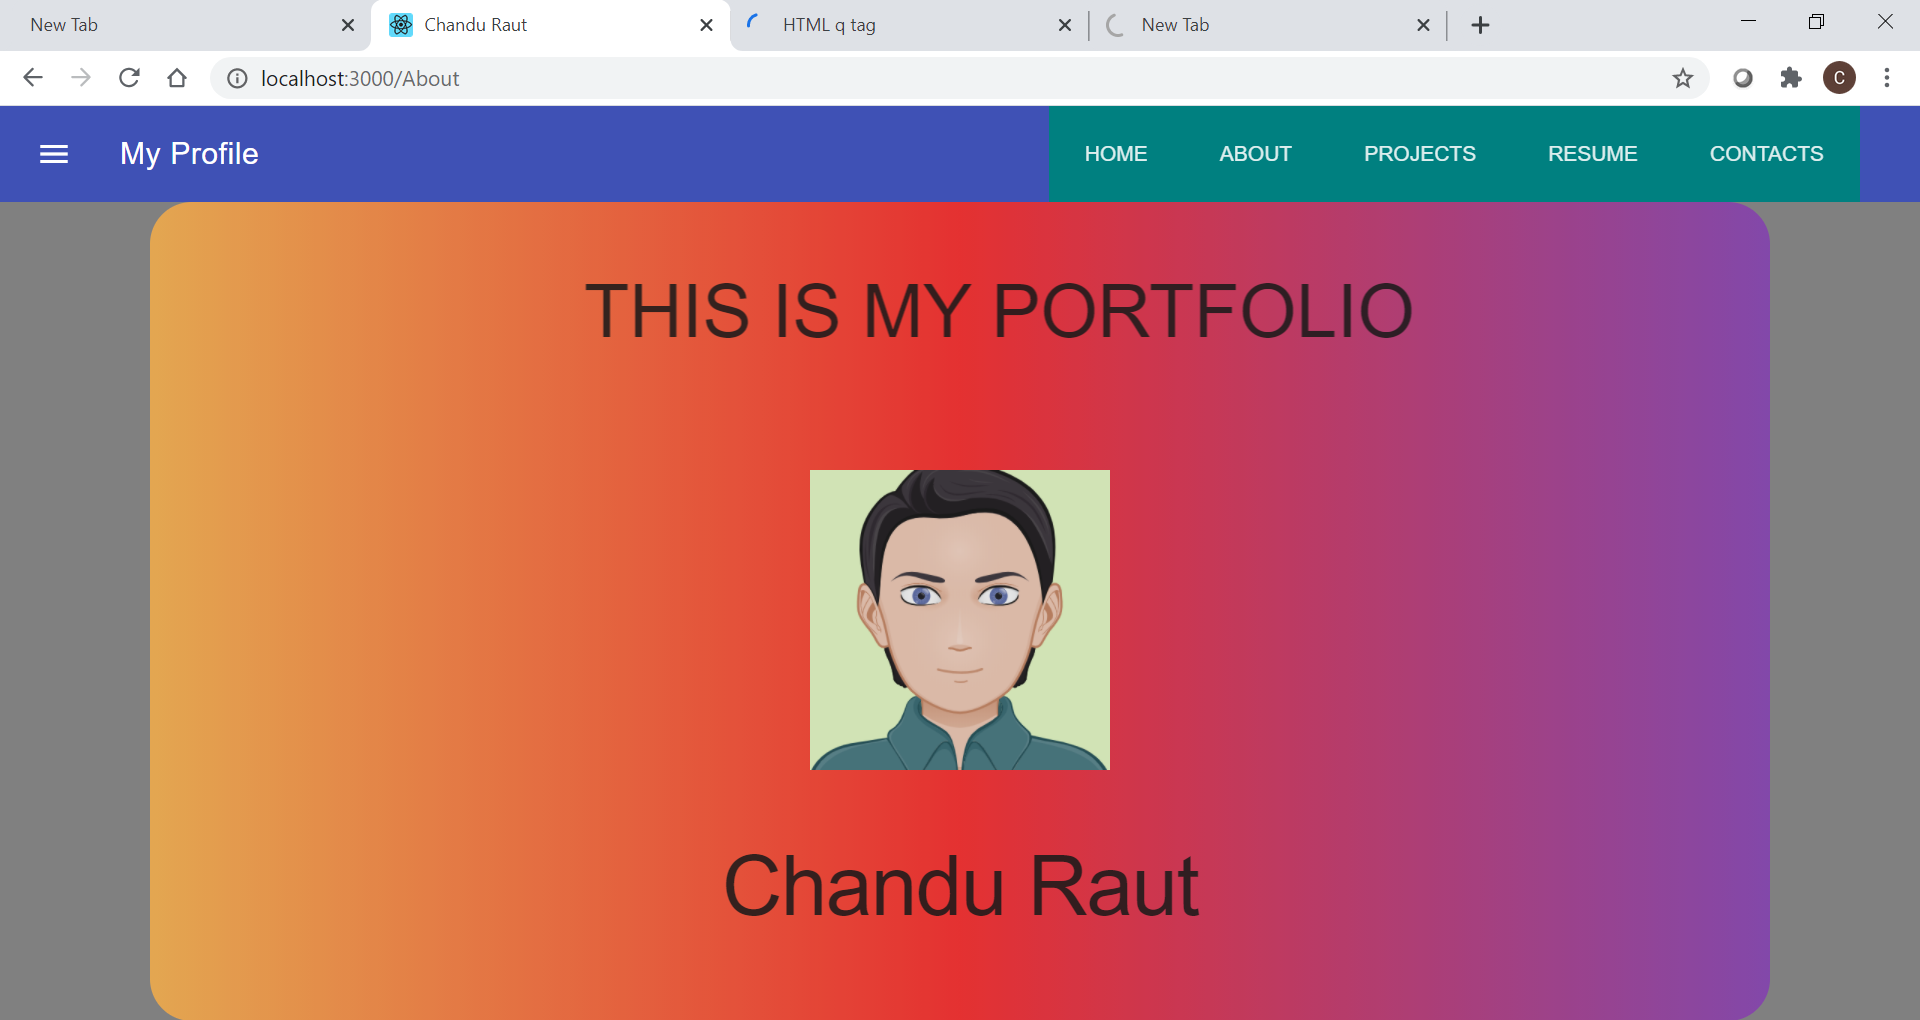 New Tab
Chandu Raut
HTML q tag
New Tab
localhost:3000/About
C
My Profile
HOME
ABOUT
PROJECTS
RESUME
CONTACTS
THIS IS MY PORTFOLIO
Chandu Raut